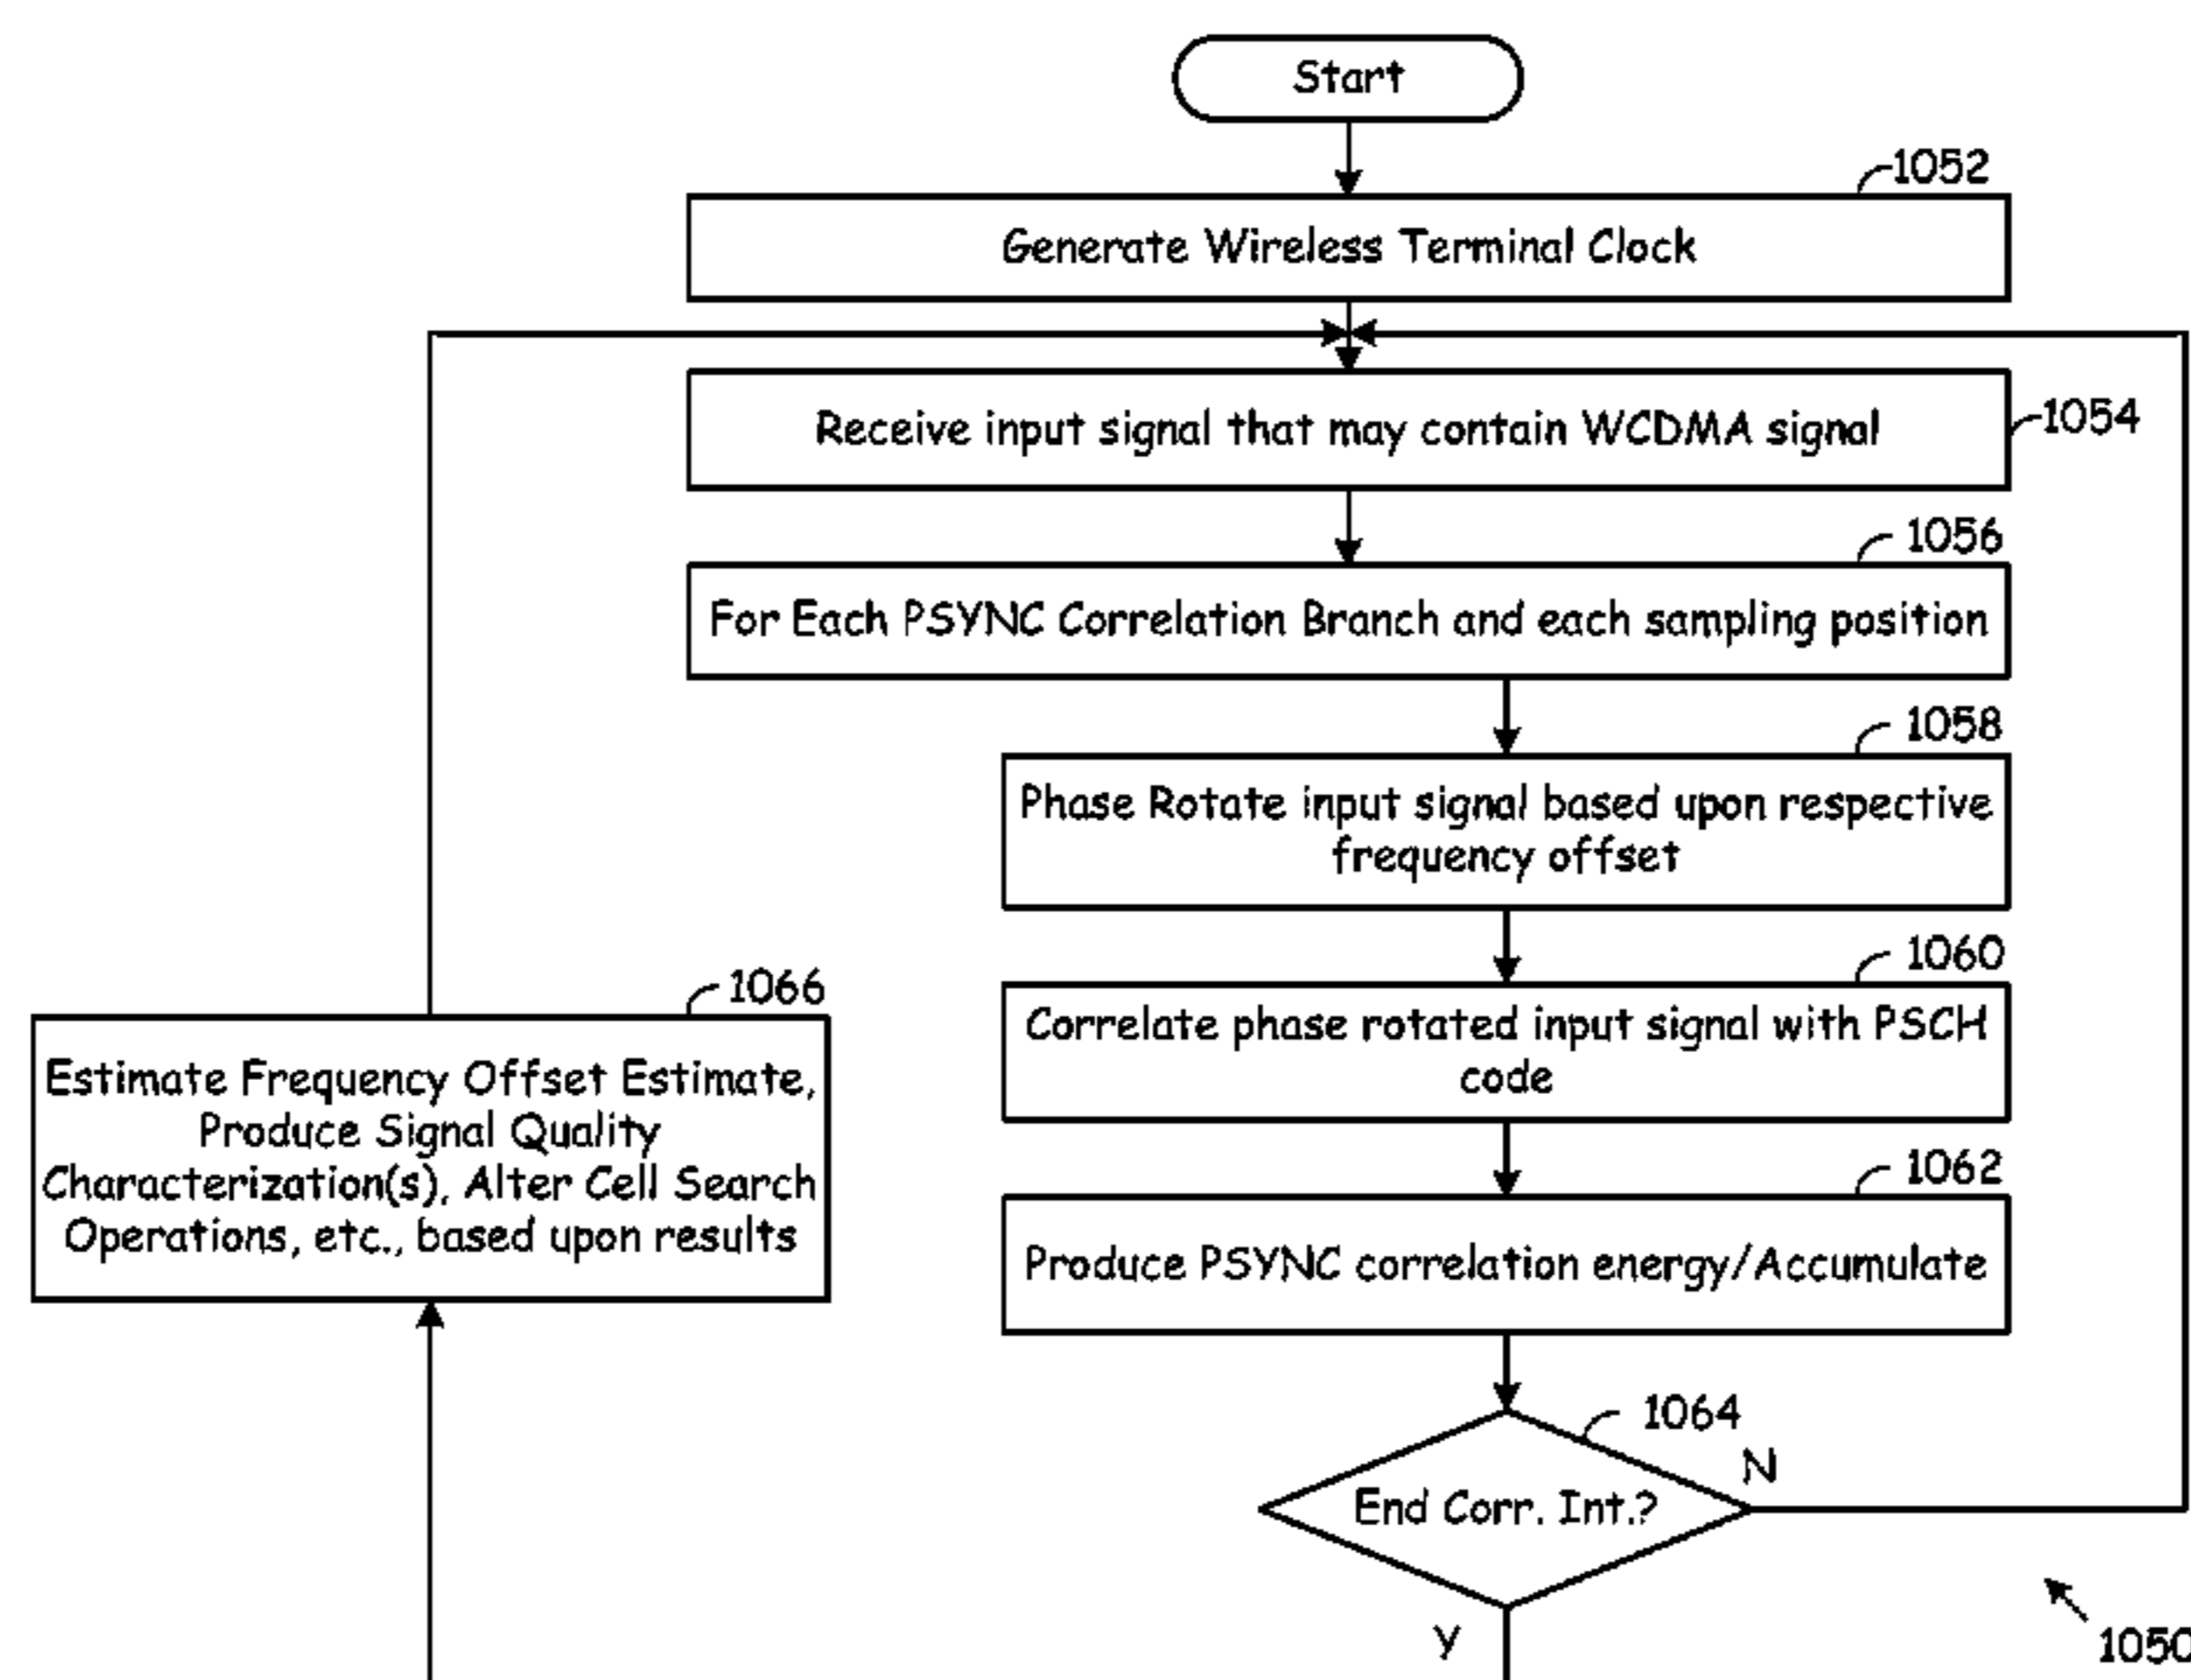 Start
1052
Generate Wireless Terminal Clock
Receive input signal that may contain WCDMA signal
1054
1056
For Each PSYNC Correlation Branch and each sampling position
1058
Phase Rotate input signal based upon respective
frequency offset
1060
Correlate phase rotated input signal with PSCH
code
1066
Estimate Frequency Offset Estimate,
Produce Signal Quality
Characterization(s), Alter Cell Search
Operations, etc., based upon results
1062
Produce PSYNC correlation energy/Accumulate
1064
N
End Corr. Int.?
Y
1050